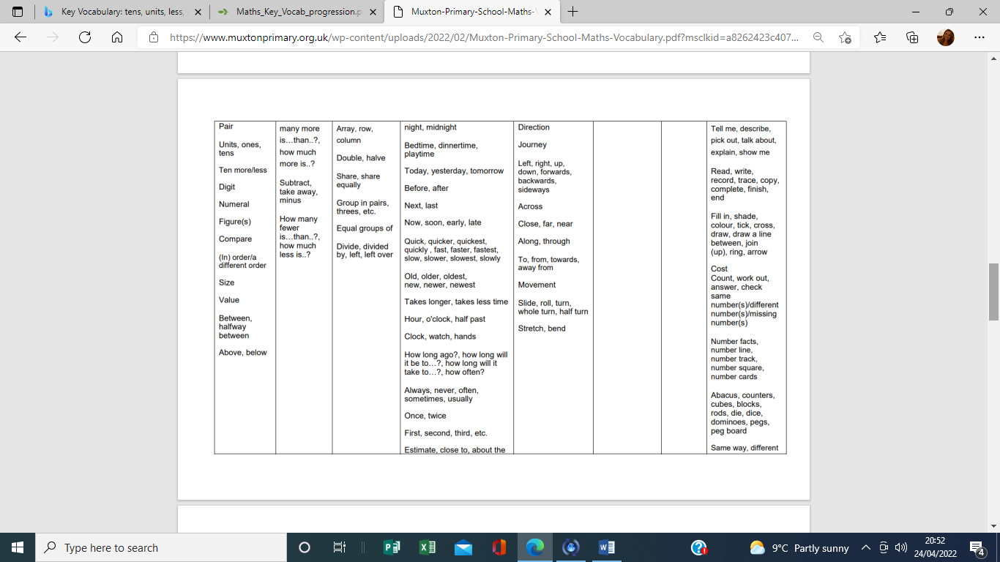 Key Vocabulary: tens, units, less,
Maths_Key_Vocab_progression.p
Muxton-Primary-School-Maths-V
https://www.muxtonprimary.org.uk/wp-content/uploads/2022/02/Muxton-Primary-School-Maths-Vocabulary.pdf?msclkid=a8262423c407...
Pair
Units, ones,
tens
Ten more/less
Digit
Numeral
Figure(s)
Compare
(In) order/a
different order
Size
Value
Between,
halfway
between
Above, below
many more
is…than..?,
how much
more is..?
Subtract,
take away,
minus
How many
fewer
is…than..?,
how much
less is..?
Array, row,
column
Double, halve
Share, share
equally
Group in pairs,
threes, etc.
Equal groups of
Divide, divided
by, left, left over
night, midnight
Bedtime, dinnertime,
playtime
Today, yesterday, tomorrow
Before, after
Next, last
Now, soon, early, late
Quick, quicker, quickest,
quickly , fast, faster, fastest,
slow, slower, slowest, slowly
Old, older, oldest,
new, newer, newest
Takes longer, takes less time
Hour, o'clock, half past
Clock, watch, hands
How long ago?, how long will
it be to…?, how long will it
take to…?, how often?
Always, never, often,
sometimes, usually
Once, twice
First, second, third, etc.
Estimate, close to, about the
Direction
Journey
Left, right, up,
down, forwards,
backwards,
sideways
Across
Close, far, near
Along, through
To, from, towards,
away from
Movement
Slide, roll, turn,
whole turn, half turn
Stretch, bend
Tell me, describe,
pick out, talk about,
explain, show me
Read, write,
record, trace, copy,
complete, finish,
end
Fill in, shade,
colour, tick, cross,
draw, draw a line
between, join
(up), ring, arrow
Cost
Count, work out,
answer, check
same
number(s)/different
number(s)/missing
number(s)
Number facts,
number line,
number track,
number square,
number cards
Abacus, counters,
cubes, blocks,
rods, die, dice,
dominoes, pegs,
peg board
Same way, different
Type here to search
9°C Partly sunny
20:52
24/04/2022
4